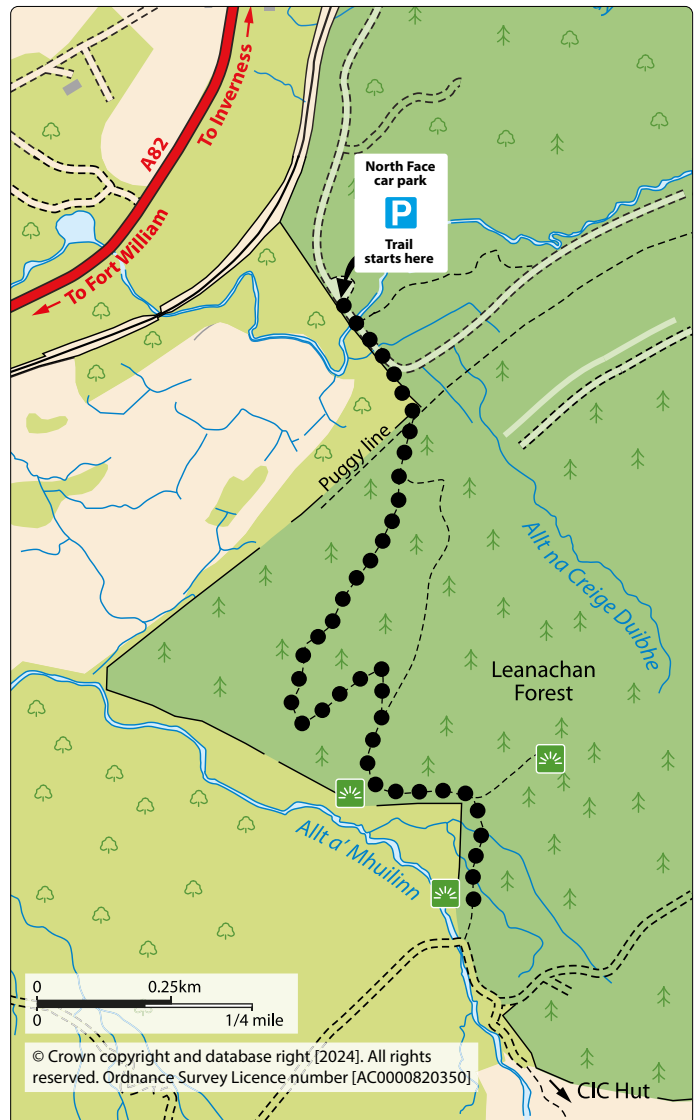 To Inverness
A82
To Fort William
North Face
car park
P
Trail
starts here
Puggy line
Allt na Creige Duibhe
Leanachan
Forest
Allt a' Mhuilinn
0 0.25km
0 1/4 mile
© Crown copyright and database right [2024]. All rights
reserved. Ordnance Survey Licence number [AC0000820350]
CIC Hut